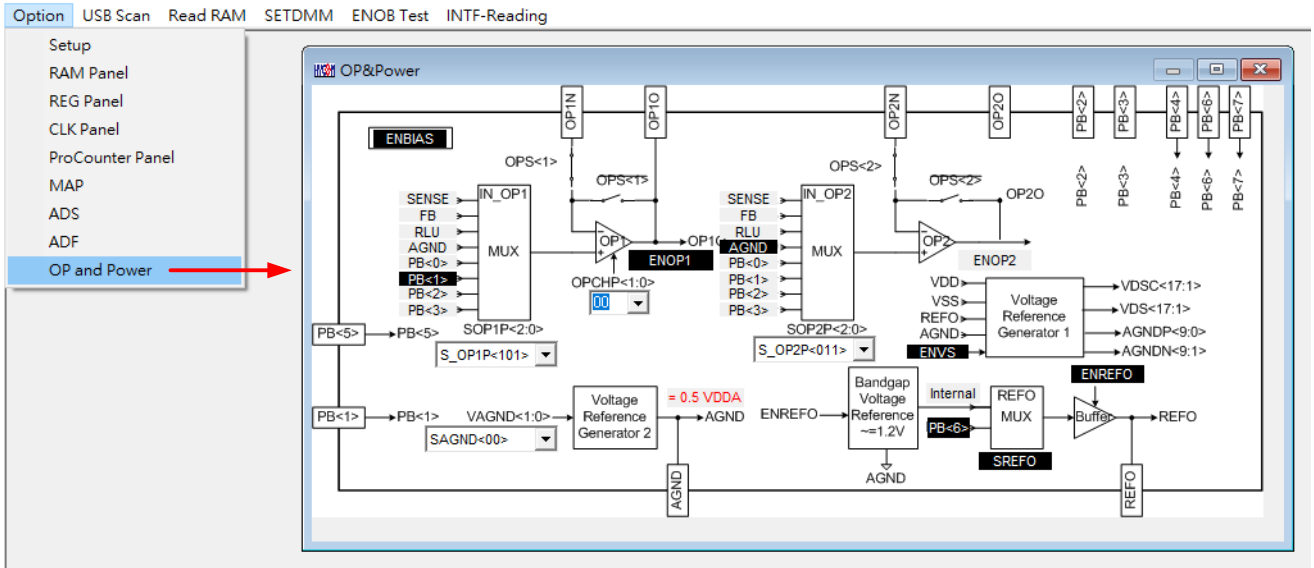 Option USB Scan Read RAM SETDMM ENOB Test INTF-Reading
Setup
RAM Panel
REG Panel
CLK Panel
ProCounter Panel
MAP
ADS
ADF
OP and Power
OP&Power
OP1N
OP1O
OP2N
OP2O
PB<2>
PB<3>
PB<4>
PB<6>
PB<7>
ENBIAS
OPS<1>
OPS<1>
OPS<2>
OPS<2>
PB<2>
PB<3>
PB<4>
PB<6>
PB<7>
SENSE
FB
RLU
AGND
PB<0>
PB<1>
PB<2>
PB<3>
IN_OP1
MUX
OP1
OP1O
ENOP1
OPCHP<1:0>
00
SOP1P<2:0>
S_OP1P<101>
SENSE
FB
RLU
AGND
PB<0>
PB<1>
PB<2>
PB<3>
IN_OP2
MUX
OP2
OP2O
ENOP2
SOP2P<2:0>
S_OP2P<011>
VDD
VSS
REFO
AGND
ENVS
Voltage
Reference
Generator 1
VDSC<17:1>
VDS<17:1>
AGNDP<9:0>
AGNDN<9:1>
PB<5>
PB<5>
PB<1>
PB<1>
VAGND<1:0>
SAGND<00>
Voltage
Reference
Generator 2
= 0.5 VDDA
AGND
AGND
ENREFO
Bandgap
Voltage
Reference
~=1.2V
AGND
Internal
PB<6>
REFO
MUX
SREFO
ENREFO
Buffer
REFO
REFO